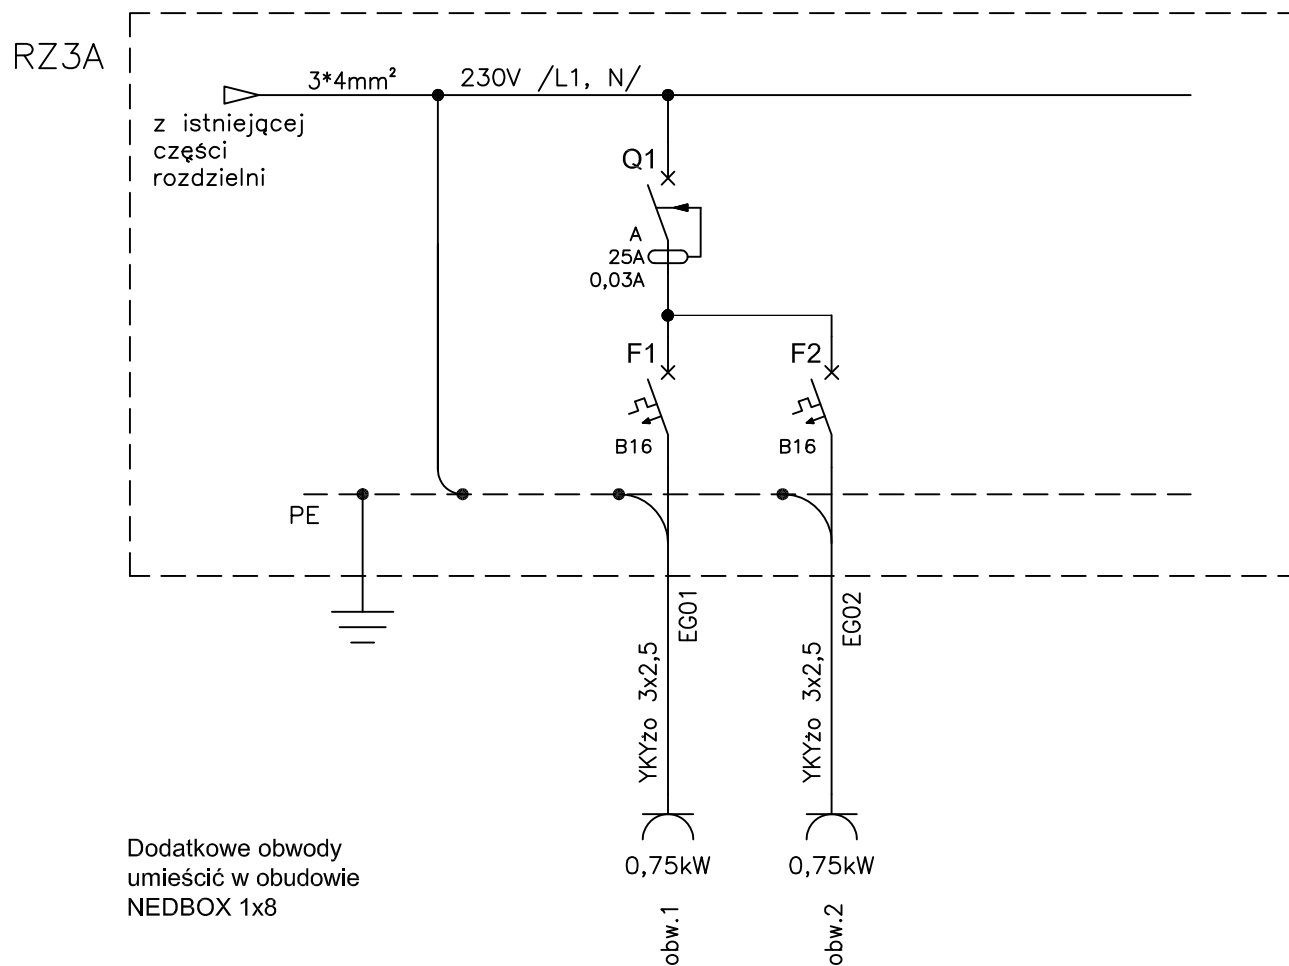 RZ3A
3*4mm²
230V /L1, N/
z istniejącej
części
rozdzielni
Q1
A
25A
0,03A
F1
F2
B16
B16
PE
EG01
EG02
YKYżo 3x2,5
YKYżo 3x2,5
0,75kW
0,75kW
obw.1
obw.2
Dodatkowe obwody
umieścić w obudowie
NEDBOX 1x8